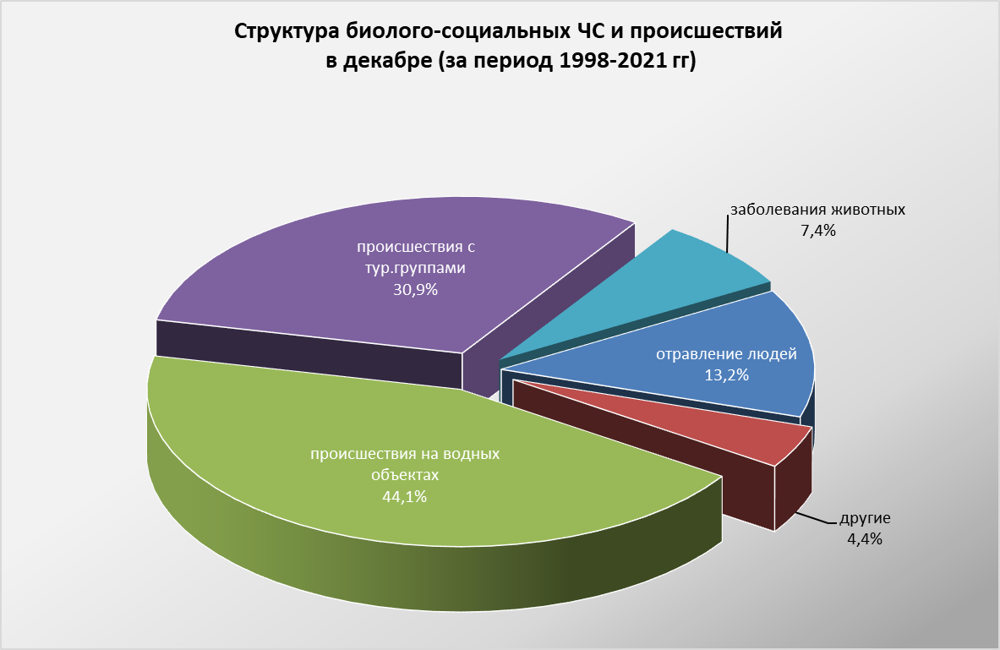 Структура биолого-социальных ЧС и происшествий
в декабре (за период 1998-2021 гг)
заболевания животных
7,4%
происшествия с
тур.группами
30,9%
отравление людей
13,2%
происшествия на водных
объектах
44,1%
другие
4,4%